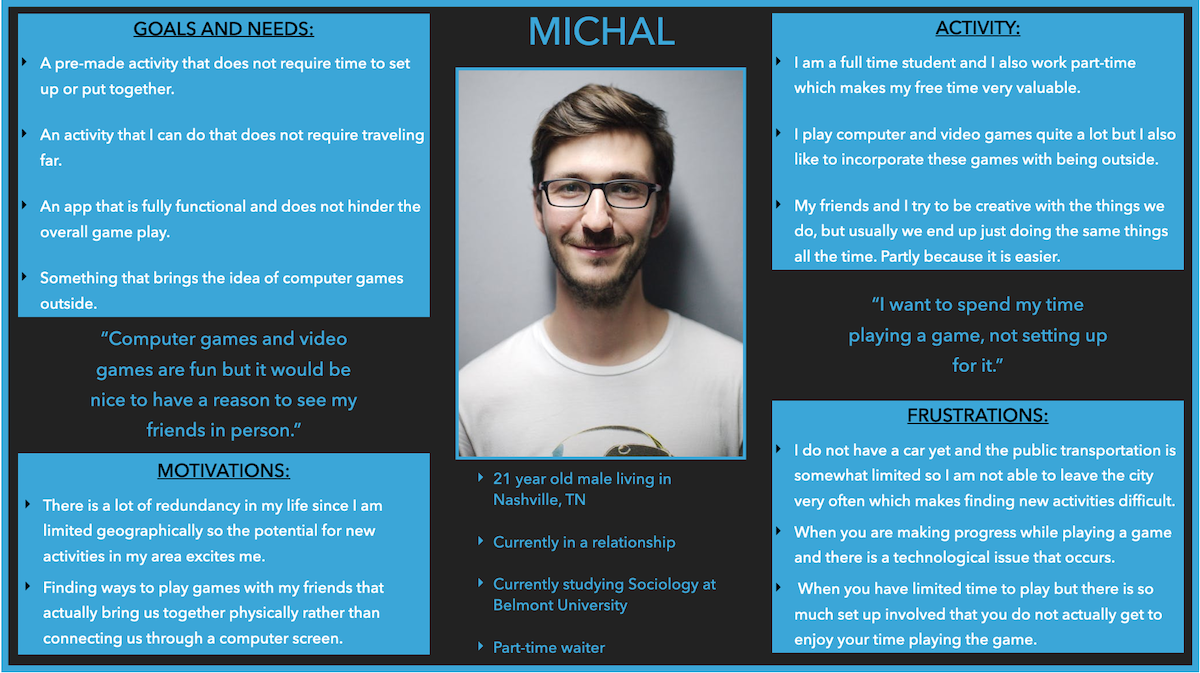 MICHAL
GOALS AND NEEDS:
A pre-made activity that does not require time to set
up or put together.
An activity that I can do that does not require traveling
far.
An app that is fully functional and does not hinder the
overall game play.
Something that brings the idea of computer games
outside.
“Computer games and video
games are fun but it would be
nice to have a reason to see my
friends in person.”
MOTIVATIONS:
There is a lot of redundancy in my life since I am
limited geographically so the potential for new
activities in my area excites me.
Finding ways to play games with my friends that
actually bring us together physically rather than
connecting us through a computer screen.
21 year old male living in
Nashville, TN
Currently in a relationship
Currently studying Sociology at
Belmont University
Part-time waiter
ACTIVITY:
I am a full time student and I also work part-time
which makes my free time very valuable.
I play computer and video games quite a lot but I also
like to incorporate these games with being outside.
My friends and I try to be creative with the things we
do, but usually we end up just doing the same things
all the time. Partly because it is easier.
“I want to spend my time
playing a game, not setting up
for it.”
FRUSTRATIONS:
I do not have a car yet and the public transportation is
somewhat limited so I am not able to leave the city
very often which makes finding new activities difficult.
When you are making progress while playing a game
and there is a technological issue that occurs.
When you have limited time to play but there is so
much set up involved that you do not actually get to
enjoy your time playing the game.